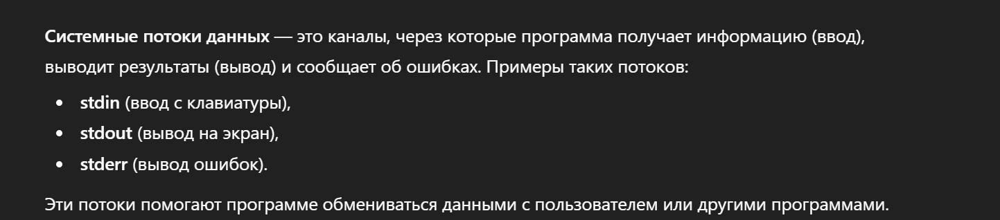 Системные потоки данных — это каналы, через которые программа получает информацию (ввод),
выводит результаты (вывод) и сообщает об ошибках. Примеры таких потоков:
• stdin (ввод с клавиатуры),
• stdout (вывод на экран),
• stderr (вывод ошибок).
Эти потоки помогают программе обмениваться данными с пользователем или другими программами.